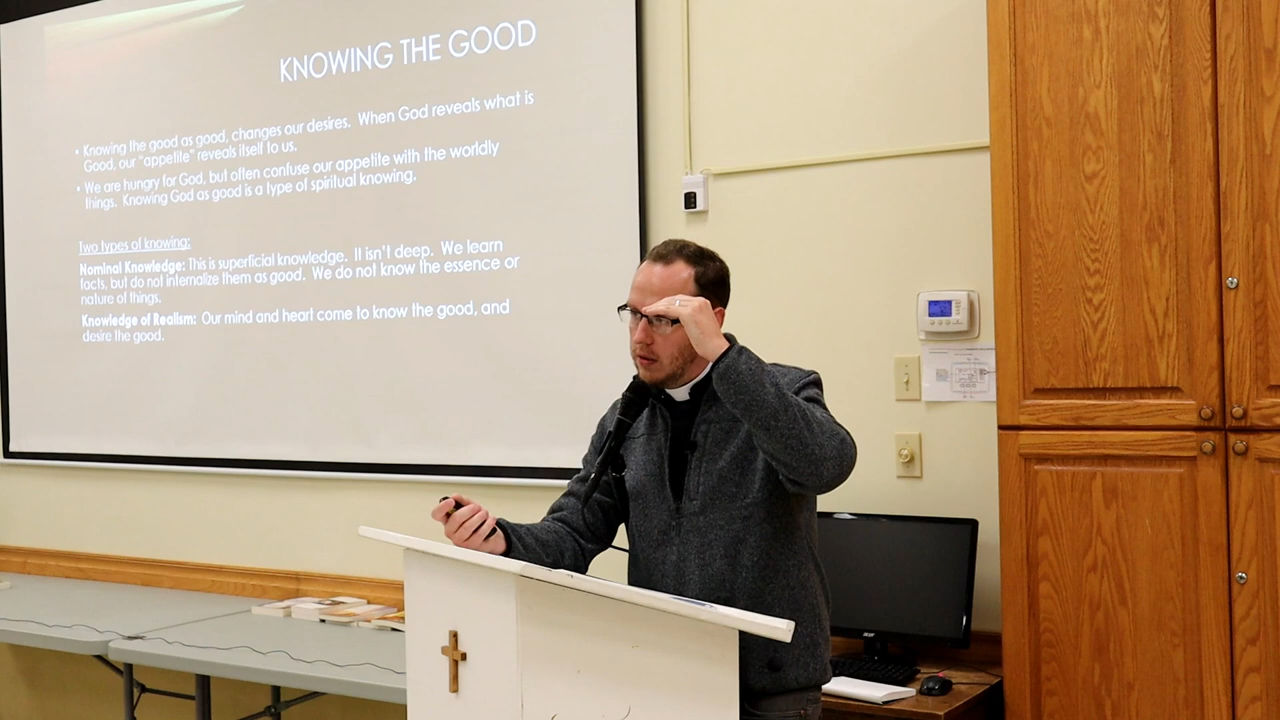 KNOWING THE GOOD
• Knowing the good as good, changes our desires. When God reveals what is
Good, our "appetite" reveals itself to us.
• We are hungry for God, but often confuse our appetite with the worldly
things. Knowing God as good is a type of spiritual knowing.
Two types of knowing:
Nominal Knowledge: This is superficial knowledge. It isn't deep. We learn
facts, but do not internalize them as good. We do not know the essence or
nature of things.
Knowledge of Realism: Our mind and heart come to know the good, and
desire the good.
acer